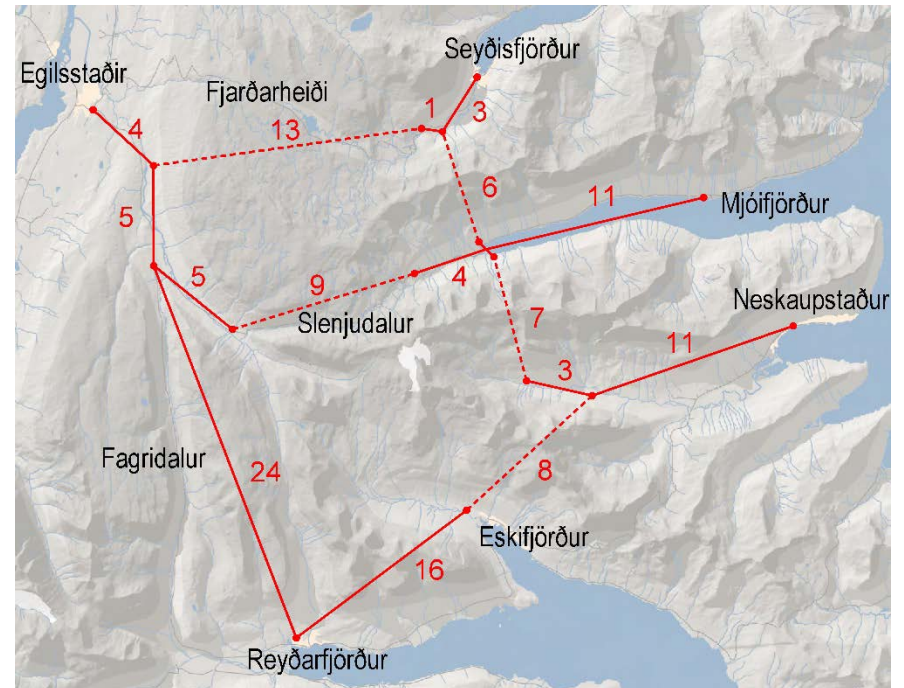 Seyðisfjörður
Egilsstaðir
Fjarðarheiði
1
3
4
13
6
11
Mjóifjörður
5
5
9
4
Neskaupstaður
Slenjudalur
7
11
3
Fagridalur
24
8
Eskifjörður
16
Reyðarfjörður